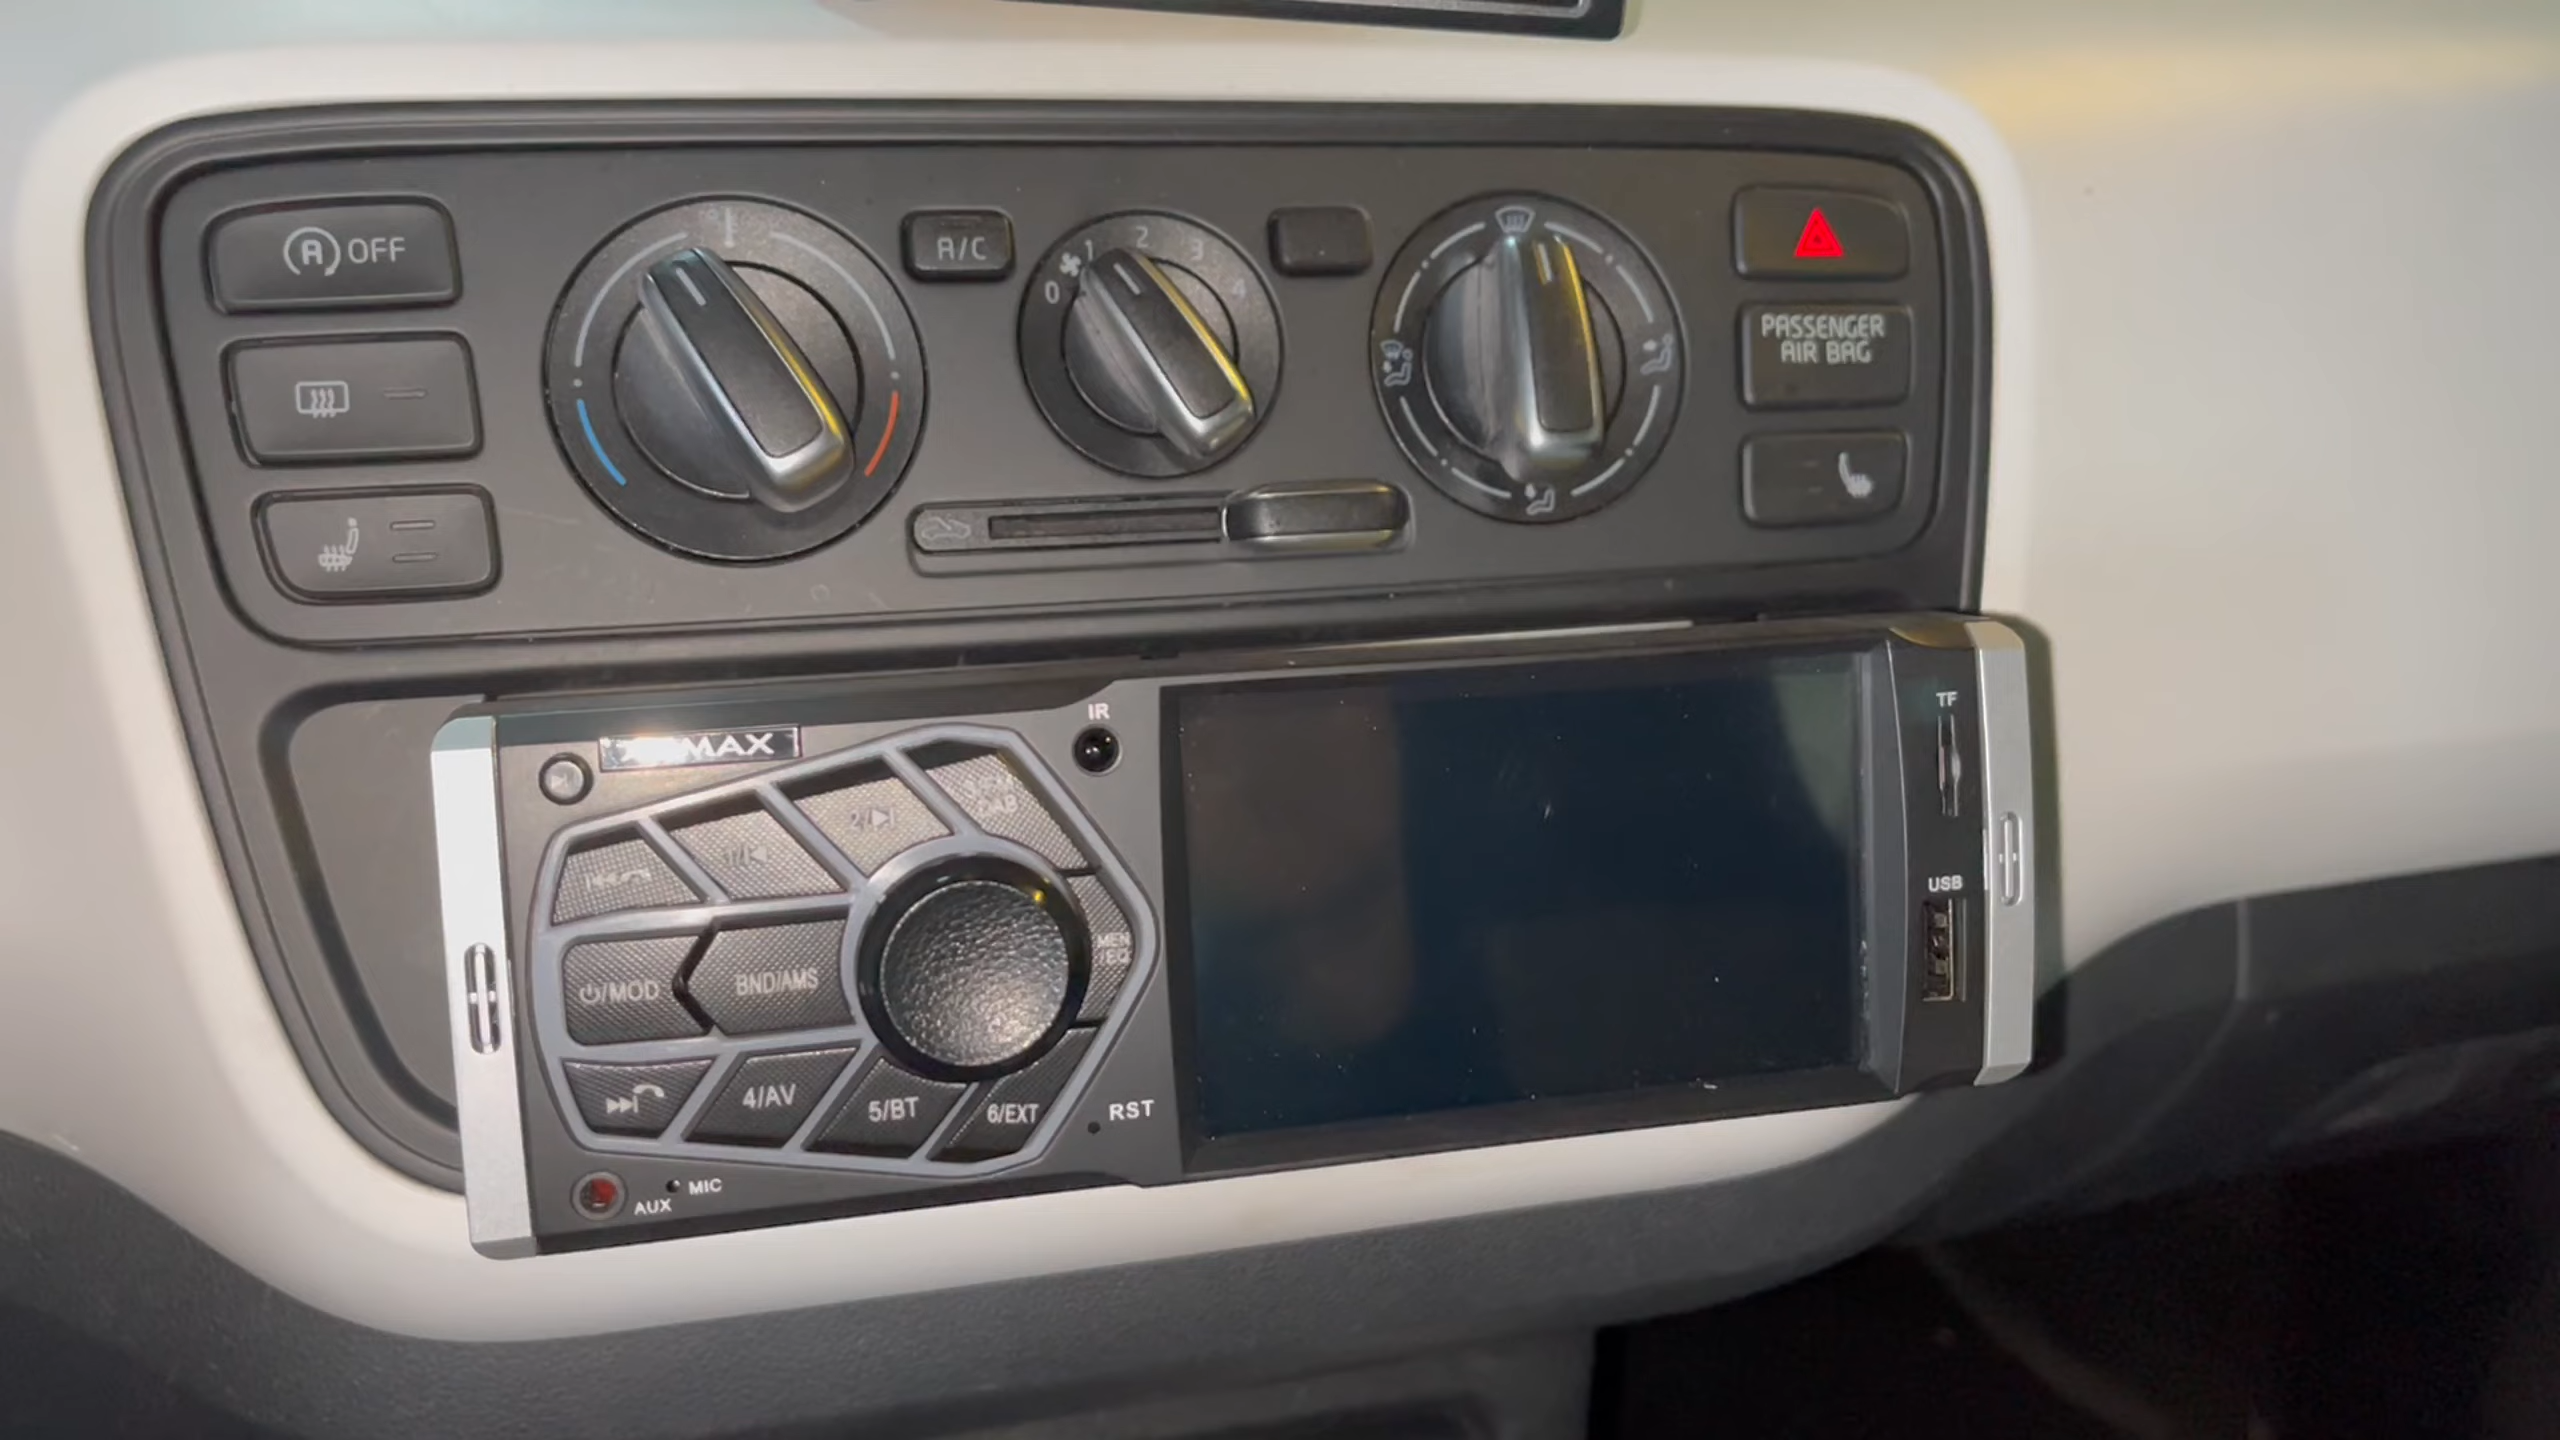 A OFF
A/C
0 1 2 3 4
PASSENGER
AIR BAG
MAX
IR
TF
2/
USB
/MOD
BND/AMS
4/AV
5/BT
6/EXT
RST
AUX
MIC